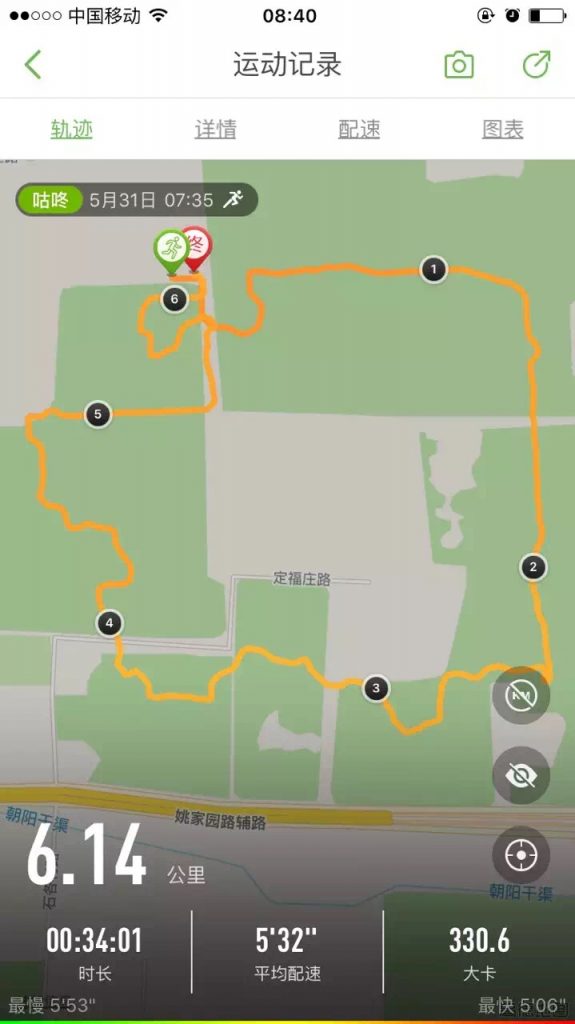 中国移动 08:40
运动记录
轨迹 详情 配速 图表
咕咚 5月31日 07:35
终
6
1
5
2
定福庄路
4
3
KM
姚家园路辅路
朝阳干渠
6.14 公里
朝阳干渠
00:34:01 5'32" 330.6
时长 平均配速 大卡
最慢 5'53" 最快 5'06"